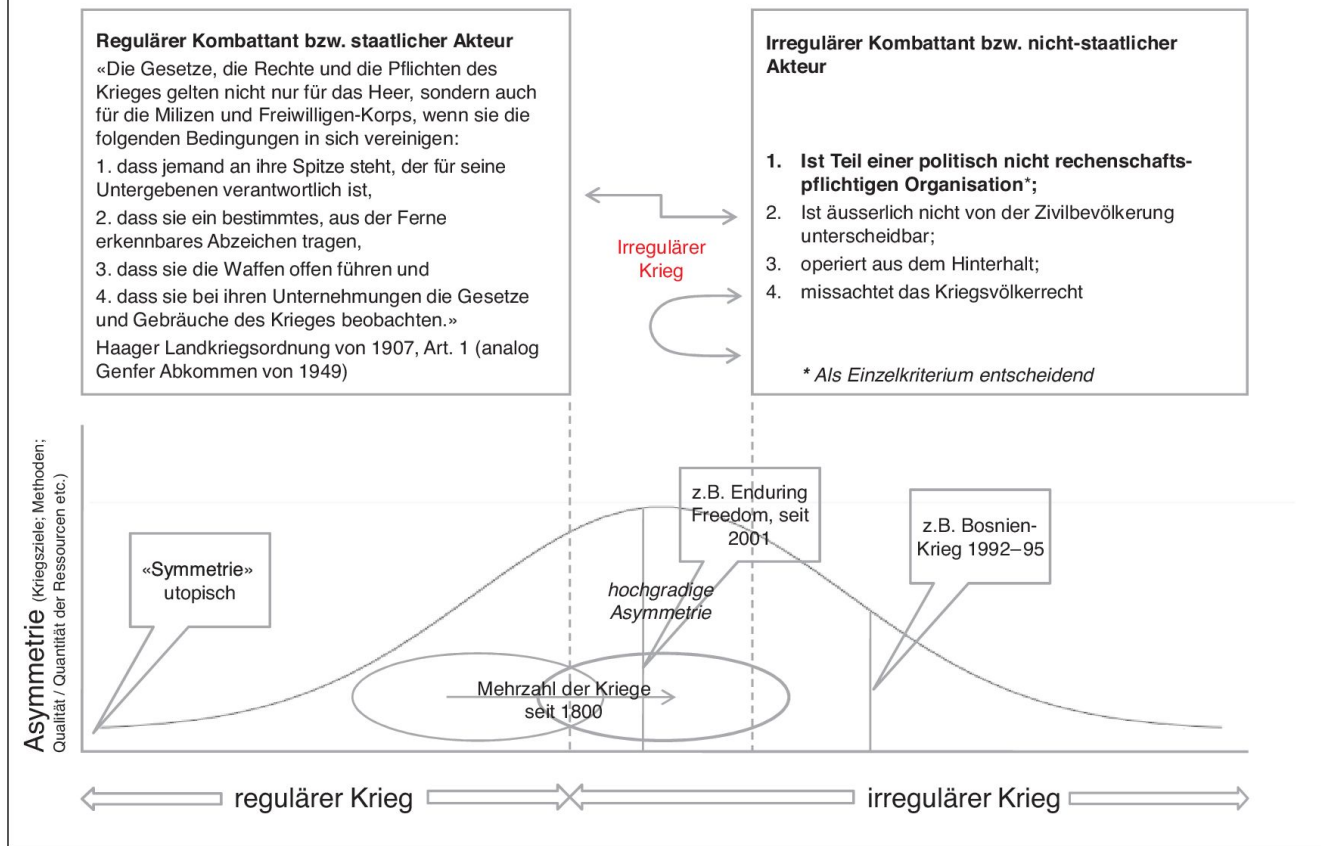 Regulärer Kombattant bzw. staatlicher Akteur
«Die Gesetze, die Rechte und die Pflichten des
Krieges gelten nicht nur für das Heer, sondern auch
für die Milizen und Freiwilligen-Korps, wenn sie die
folgenden Bedingungen in sich vereinigen:
1. dass jemand an ihre Spitze steht, der für seine
Untergebenen verantwortlich ist,
2. dass sie ein bestimmtes, aus der Ferne
erkennbares Abzeichen tragen,
3. dass sie die Waffen offen führen und
4. dass sie bei ihren Unternehmungen die Gesetze
und Gebräuche des Krieges beobachten.»
Haager Landkriegsordnung von 1907, Art. 1 (analog
Genfer Abkommen von 1949)
Irregulärer
Krieg
Irregulärer Kombattant bzw. nicht-staatlicher
Akteur
1. Ist Teil einer politisch nicht rechenschafts-
pflichtigen Organisation*;
2. Ist äusserlich nicht von der Zivilbevölkerung
unterscheidbar;
3. operiert aus dem Hinterhalt;
4. missachtet das Kriegsvölkerrecht
* Als Einzelkriterium entscheidend
Asymmetrie (Kriegsziele; Methoden;
Qualität / Quantität der Ressourcen etc.)
«Symmetrie»
utopisch
z.B. Enduring
Freedom, seit
2001
z.B. Bosnien-
Krieg 1992–95
hochgradige
Asymmetrie
Mehrzahl der Kriege
seit 1800
regulärer Krieg
irregulärer Krieg